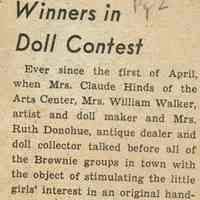 Pg 2
Winners in
Doll Contest
Ever since the first of April,
when Mrs. Claude Hinds of the
Arts Center, Mrs. William Walker,
artist and doll maker and Mrs.
Ruth Donohue, antique dealer and
doll collector talked before all of
the Brownie groups in town with
the object of stimulating the little
girls' interest in an original hand-